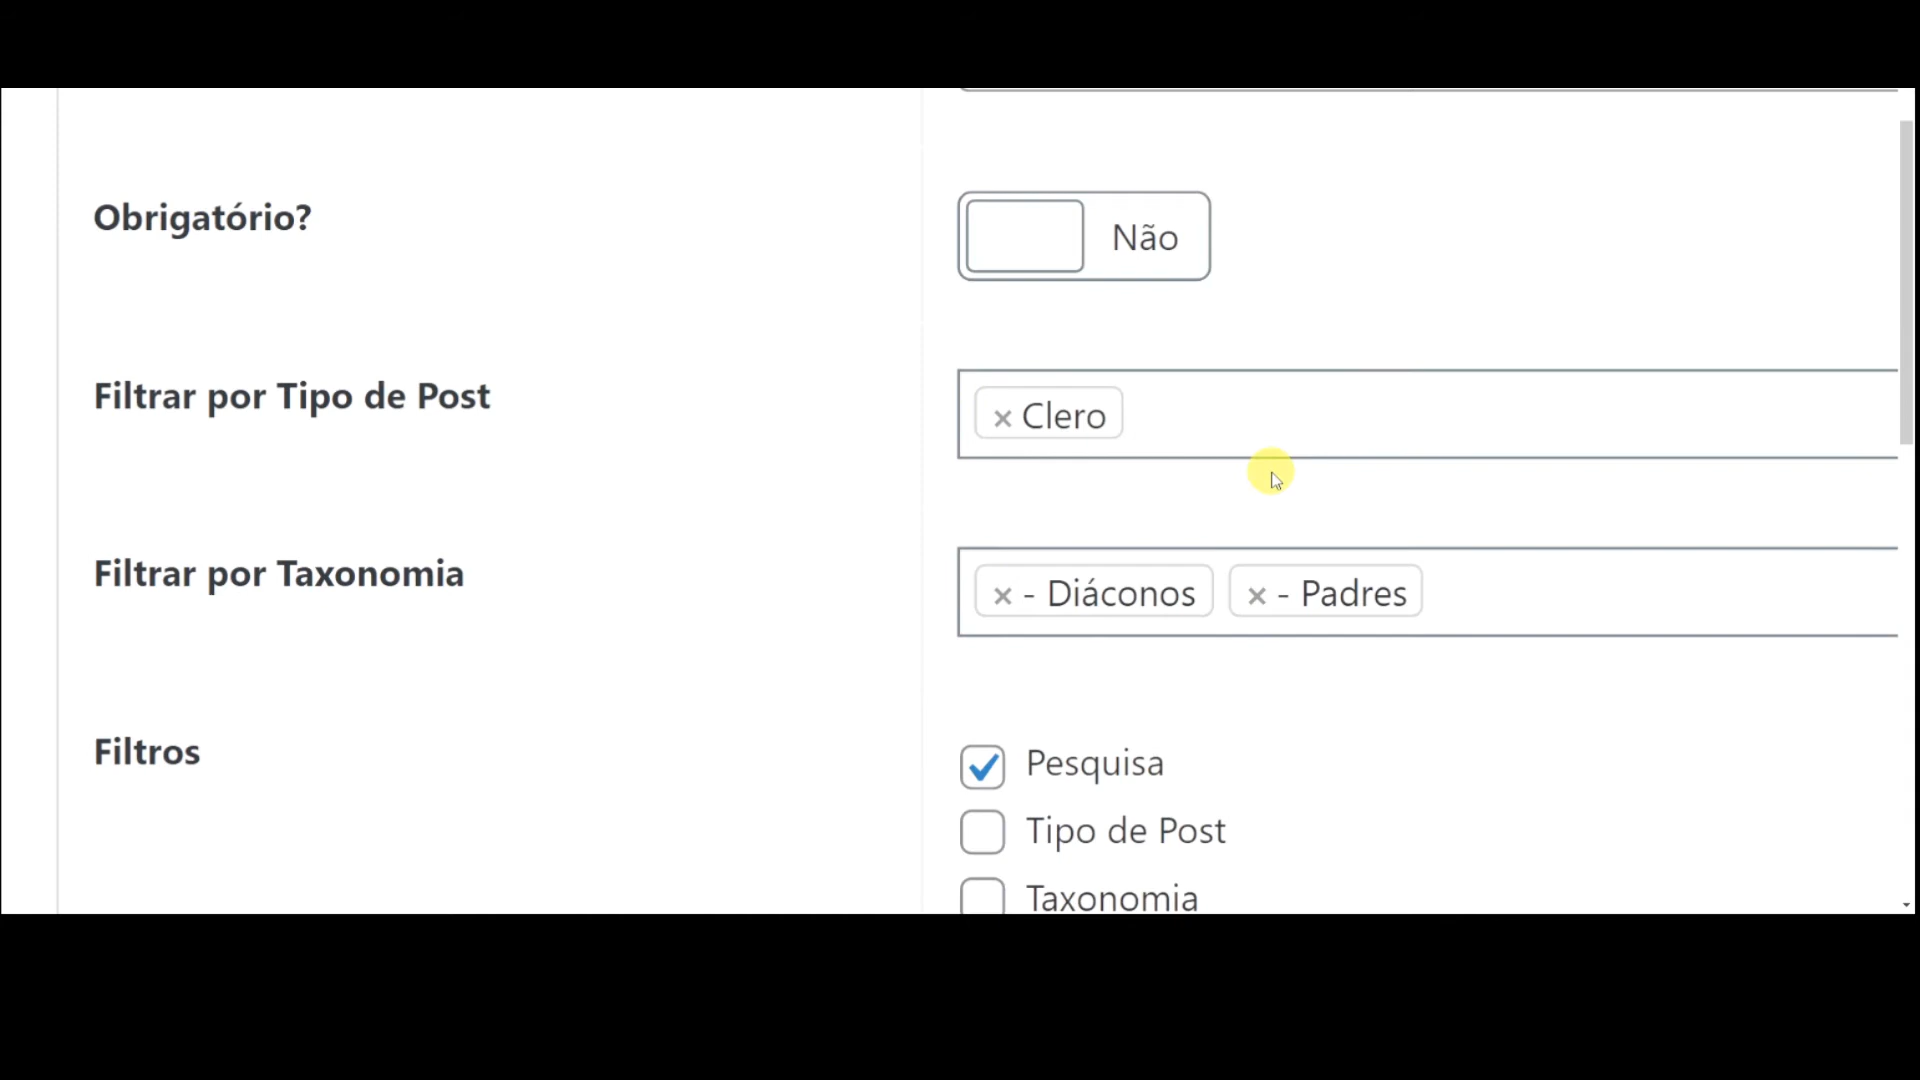 Obrigatório?
Não
Filtrar por Tipo de Post
× Clero
Filtrar por Taxonomia
× - Diáconos × - Padres
Filtros
Pesquisa
Tipo de Post
Taxonomia